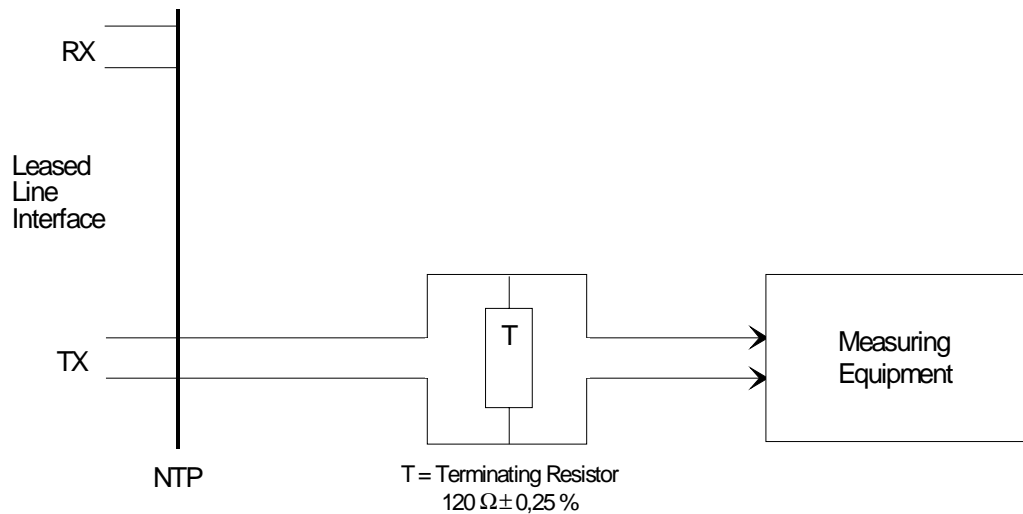 RX
Leased
Line
Interface
TX
T
Measuring
Equipment
NTP
T = Terminating Resistor
120 Ω ± 0,25 %